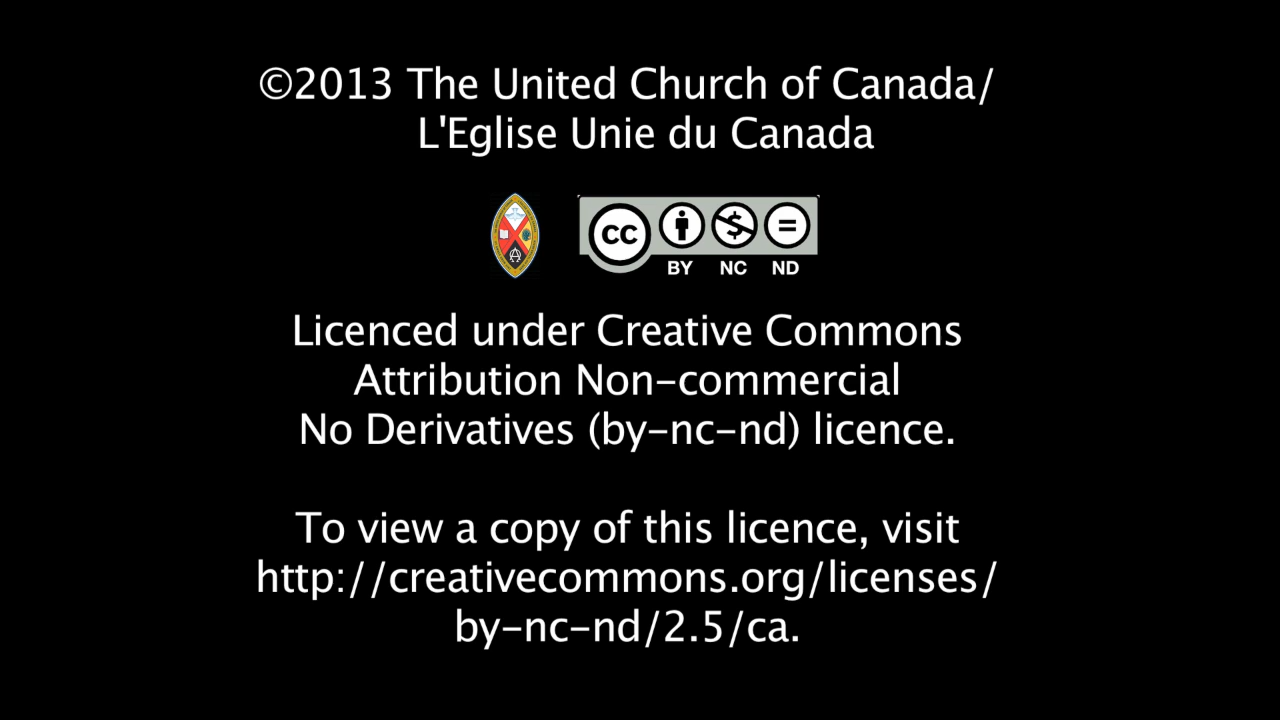 ©2013 The United Church of Canada/
L'Eglise Unie du Canada
CC BY NC ND
Licenced under Creative Commons
Attribution Non-commercial
No Derivatives (by-nc-nd) licence.
To view a copy of this licence, visit
http://creativecommons.org/licenses/
by-nc-nd/2.5/ca.